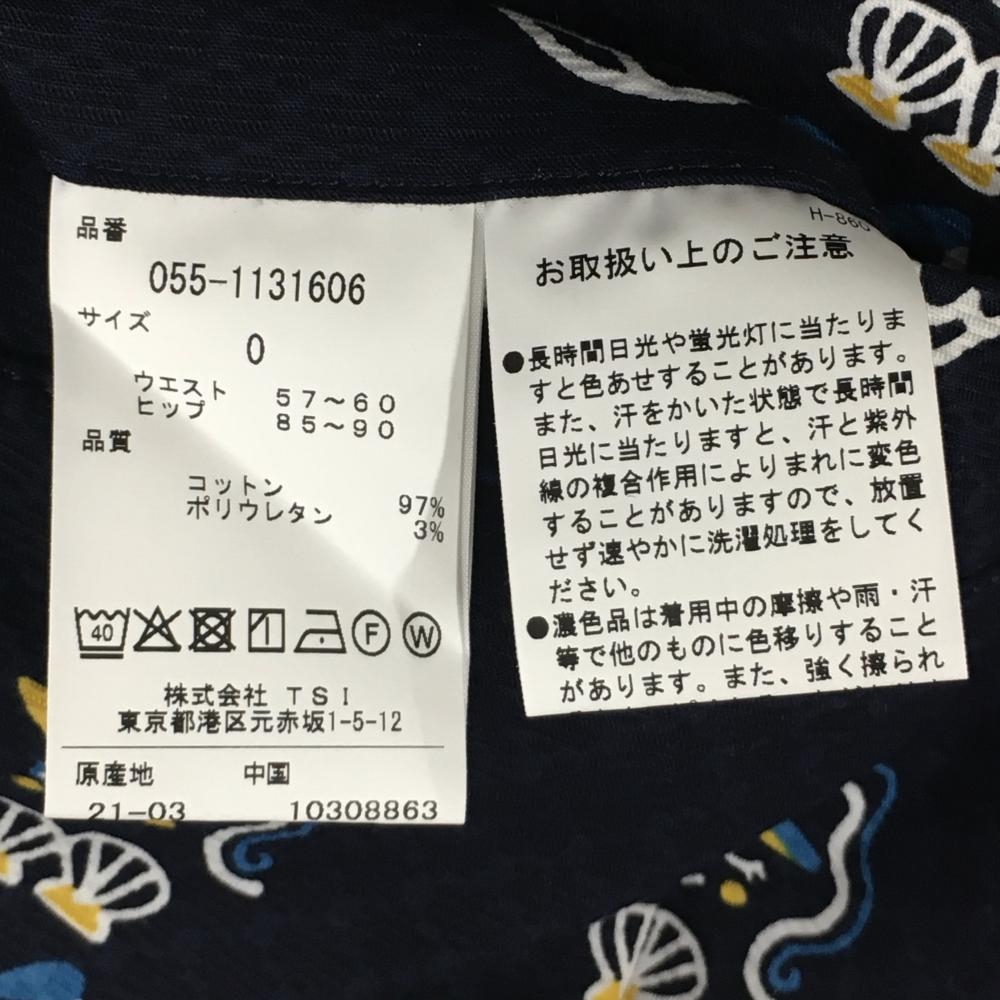 品番
055-1131606
サイズ
0
ウエスト 57～60
ヒップ 85～90
品質
コットン 97%
ポリウレタン 3%
40 F W
株式会社 TSI
東京都港区元赤坂1-5-12
原産地 中国
21-03 10308863
お取扱い上のご注意
●長時間日光や蛍光灯に当たりま
すと色あせすることがあります。
また、汗をかいた状態で長時間
日光に当たりますと、汗と紫外
線の複合作用によりまれに変色
することがありますので、放置
せず速やかに洗濯処理をしてく
ださい。
●濃色品は着用中の摩擦や雨・汗
等で他のものに色移りすること
があります。また、強く擦られ